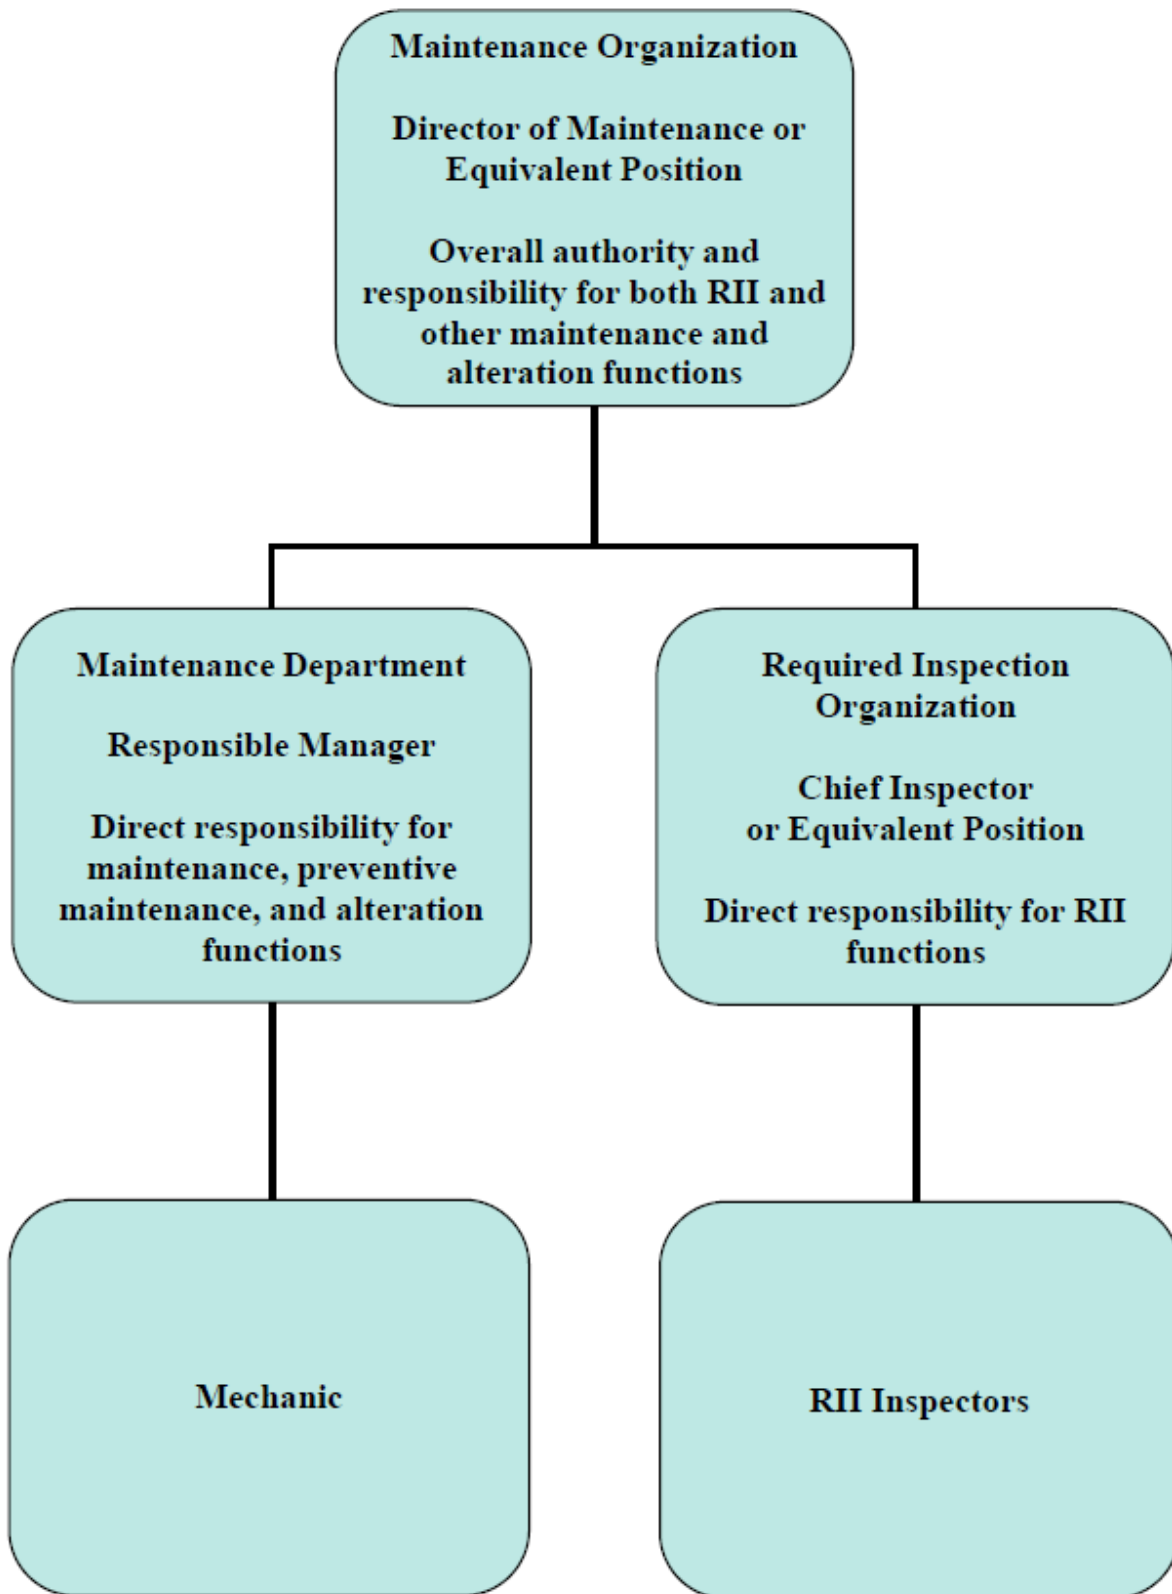 Maintenance Organization
Director of Maintenance or
Equivalent Position
Overall authority and
responsibility for both RII and
other maintenance and
alteration functions
Maintenance Department
Responsible Manager
Direct responsibility for
maintenance, preventive
maintenance, and alteration
functions
Required Inspection
Organization
Chief Inspector
or Equivalent Position
Direct responsibility for RII
functions
Mechanic
RII Inspectors